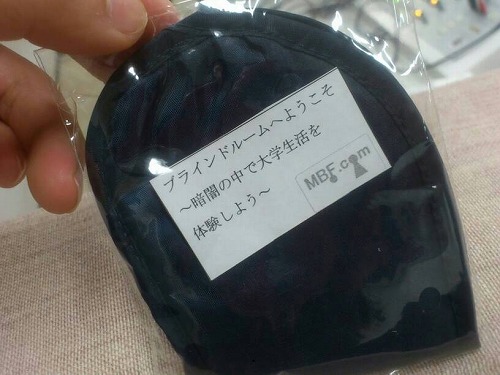 ブラインドルームへようこそ
～暗闇の中で大学生活を
体験しよう～
MBF.com